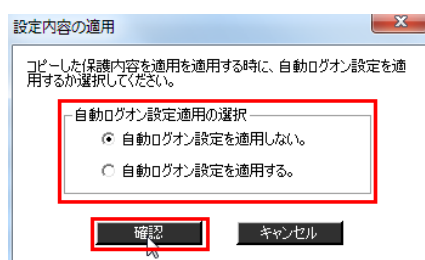 設定内容の適用
コピーした保護内容を適用を適用する時に、自動ログオン設定を適
用するか選択してください。
自動ログオン設定適用の選択
自動ログオン設定を適用しない。
自動ログオン設定を適用する。
確認 キャンセル